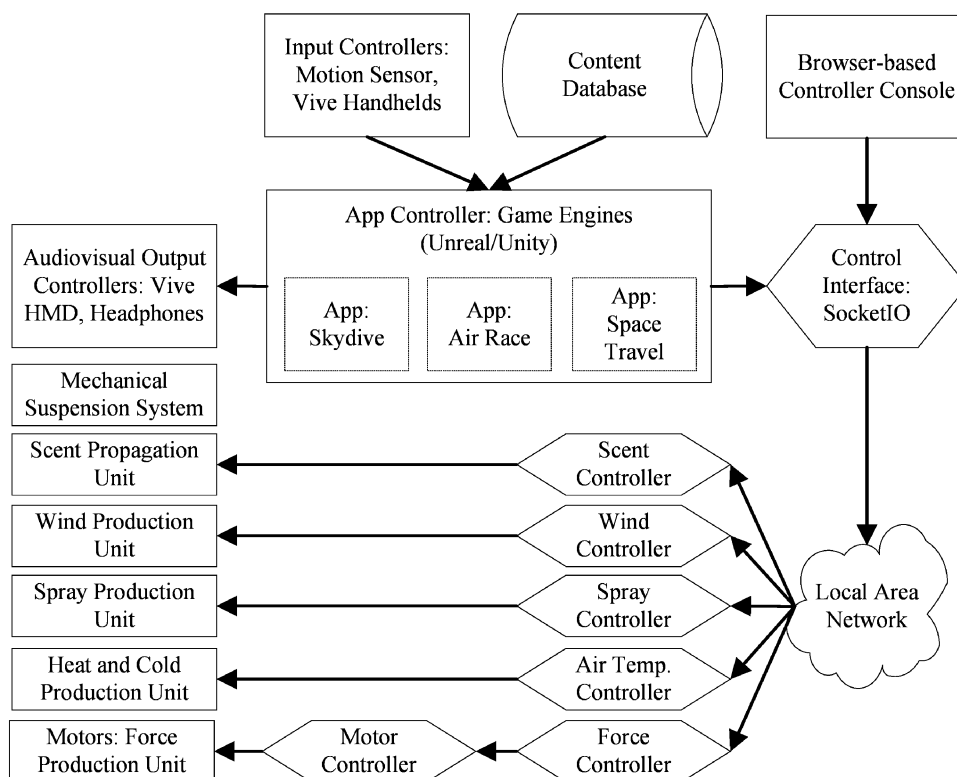 Input Controllers:
Motion Sensor,
Vive Handhelds
Content
Database
Browser-based
Controller Console
App Controller: Game Engines
(Unreal/Unity)
App:
Skydive
App:
Air Race
App:
Space
Travel
Audiovisual Output
Controllers: Vive
HMD, Headphones
Control
Interface:
SocketIO
Mechanical
Suspension System
Scent Propagation
Unit
Scent
Controller
Wind Production
Unit
Wind
Controller
Spray Production
Unit
Spray
Controller
Local Area
Network
Heat and Cold
Production Unit
Air Temp.
Controller
Motors: Force
Production Unit
Motor
Controller
Force
Controller